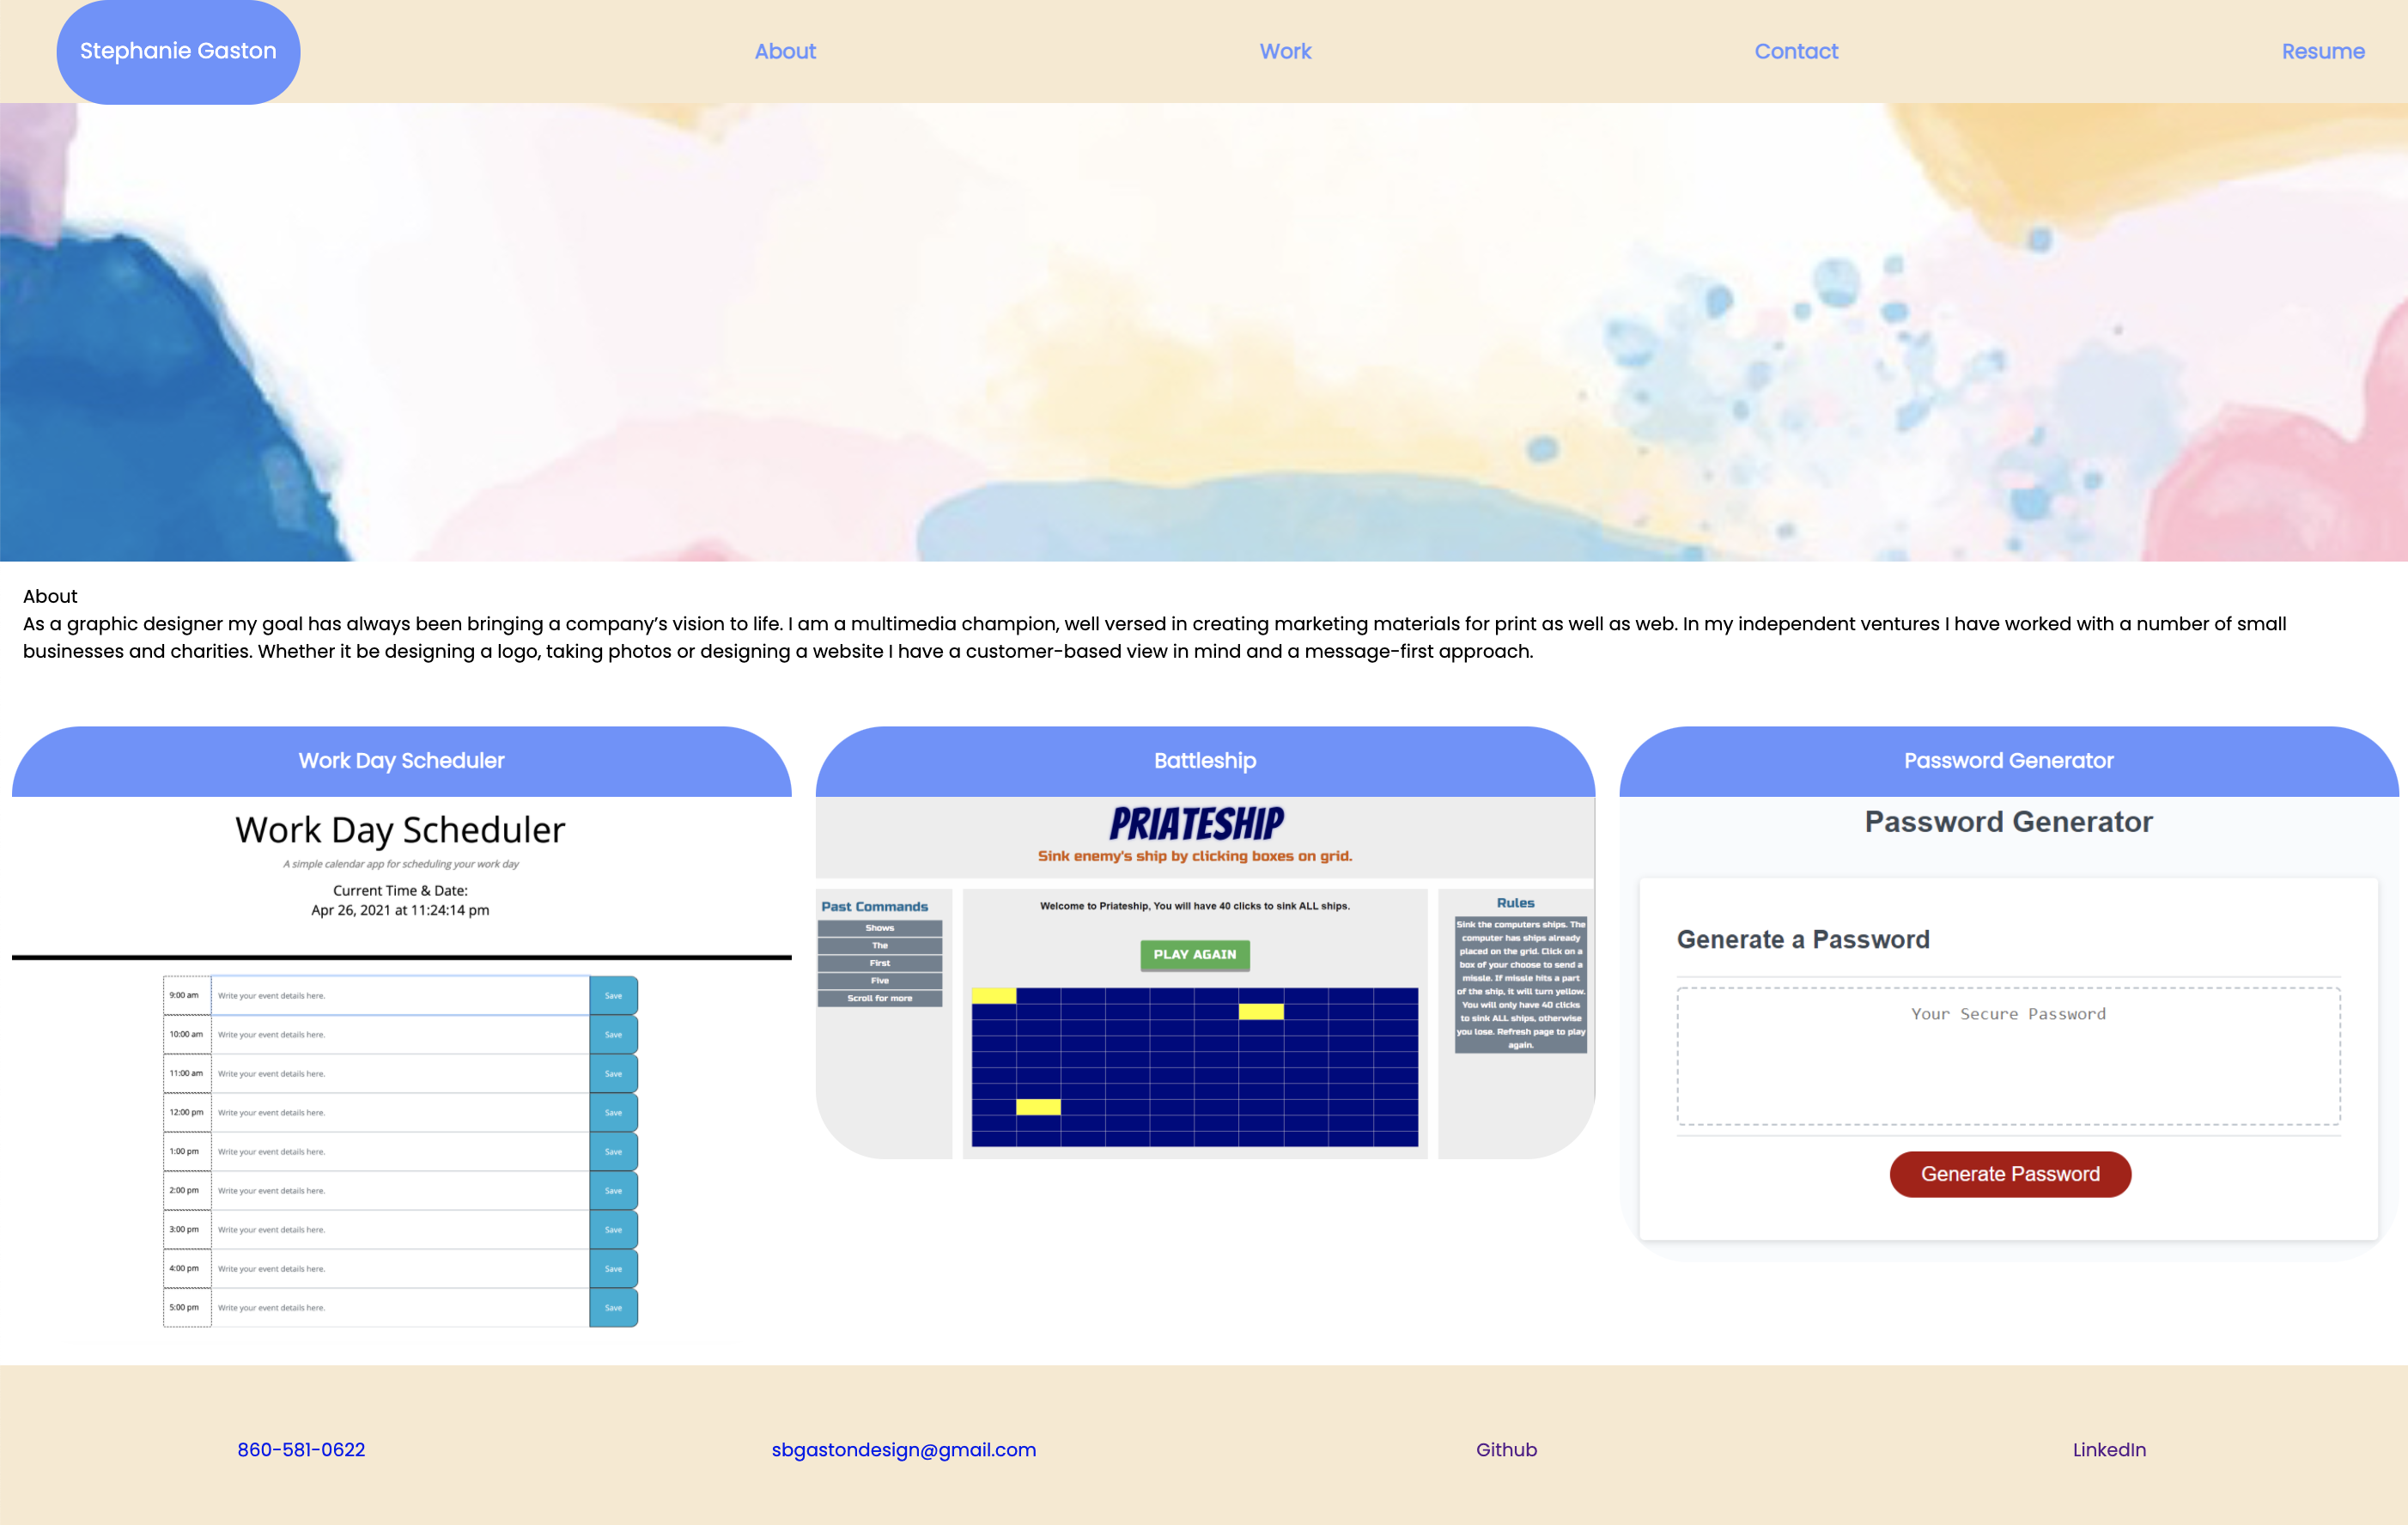 Stephanie Gaston
About
Work
Contact
Resume
About
As a graphic designer my goal has always been bringing a company’s vision to life. I am a multimedia champion, well versed in creating marketing materials for print as well as web. In my independent ventures I have worked with a number of small
businesses and charities. Whether it be designing a logo, taking photos or designing a website I have a customer-based view in mind and a message-first approach.
Work Day Scheduler
Work Day Scheduler
A simple calendar app for scheduling your work day
Current Time & Date:
Apr 26, 2021 at 11:24:14 pm
9:00 am Write your event details here. Save
10:00 am Write your event details here. Save
11:00 am Write your event details here. Save
12:00 pm Write your event details here. Save
1:00 pm Write your event details here. Save
2:00 pm Write your event details here. Save
3:00 pm Write your event details here. Save
4:00 pm Write your event details here. Save
5:00 pm Write your event details here. Save
Battleship
PRIATESHIP
Sink enemy's ship by clicking boxes on grid.
Past Commands
Shows
The
First
Five
Scroll for more
Welcome to Priateship, You will have 40 clicks to sink ALL ships.
PLAY AGAIN
Rules
Sink the computers ships. The
computer has ships already
placed on the grid. Click on a
box of your choose to send a
missle. If missle hits a part
of the ship, it will turn yellow.
You will only have 40 clicks
to sink ALL ships, otherwise
you lose. Refresh page to play
again.
Password Generator
Password Generator
Generate a Password
Your Secure Password
Generate Password
860-581-0622
sbgastondesign@gmail.com
Github
LinkedIn